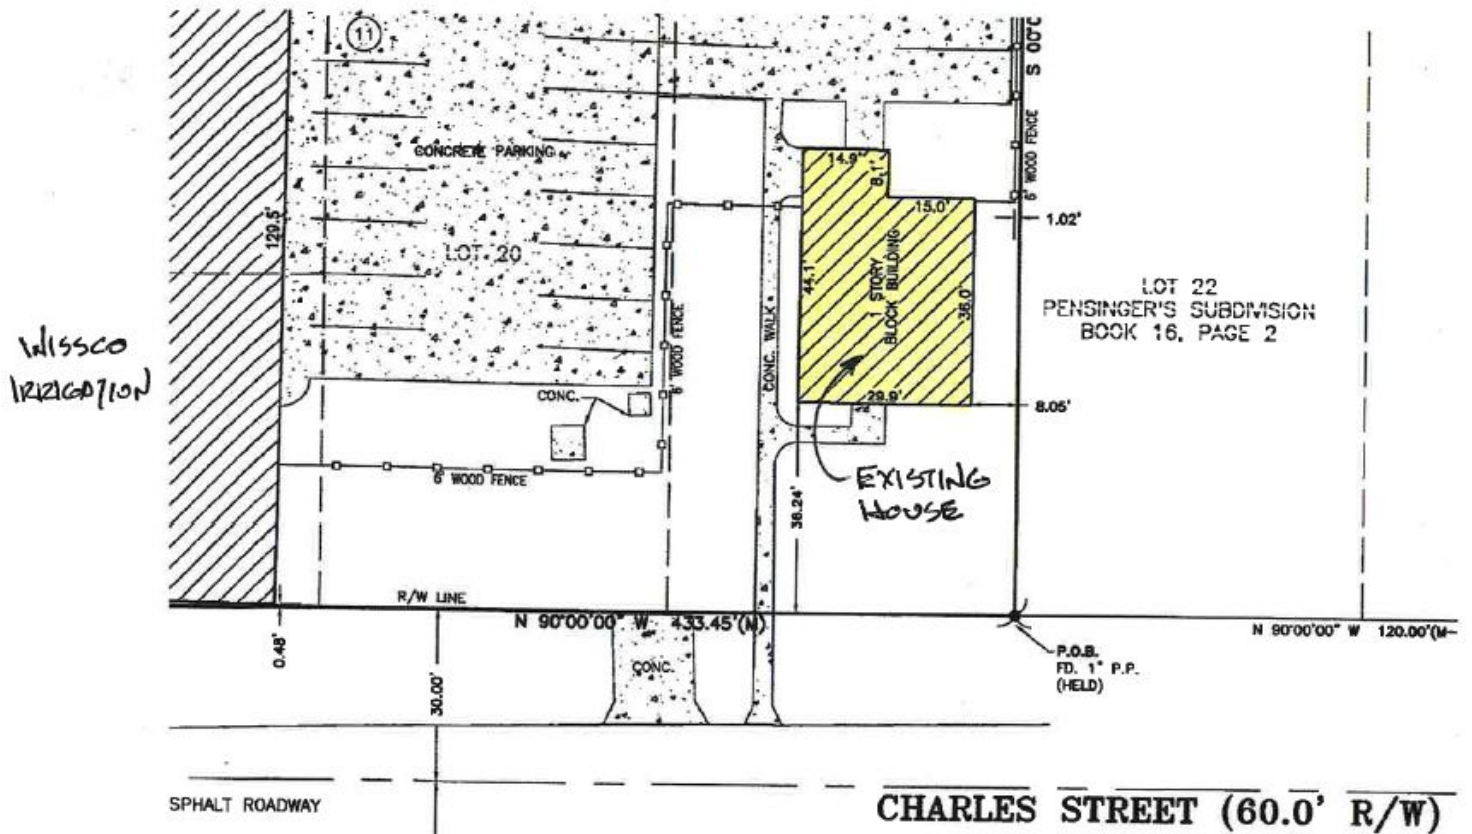 11
S 00°C
CONCRETE PARKING
14.9'
8.1'
6' WOOD FENCE
15.0'
1.02'
129.5'
LOT 20
44.1'
1 STORY
BLOCK BUILDING
36.0'
LOT 22
PENSINGER'S SUBDIVISION
BOOK 16, PAGE 2
WISSCO
IRRIGATION
6' WOOD FENCE
CONC. WALK
CONC.
29.9'
8.05'
6' WOOD FENCE
EXISTING
HOUSE
38.24'
R/W LINE
N 90°00'00" W 433.45'(M)
N 90°00'00" W 120.00'(M
0.48'
P.O.B.
FD. 1" P.P.
(HELD)
CONC.
30.00'
SPHALT ROADWAY
CHARLES STREET (60.0' R/W)